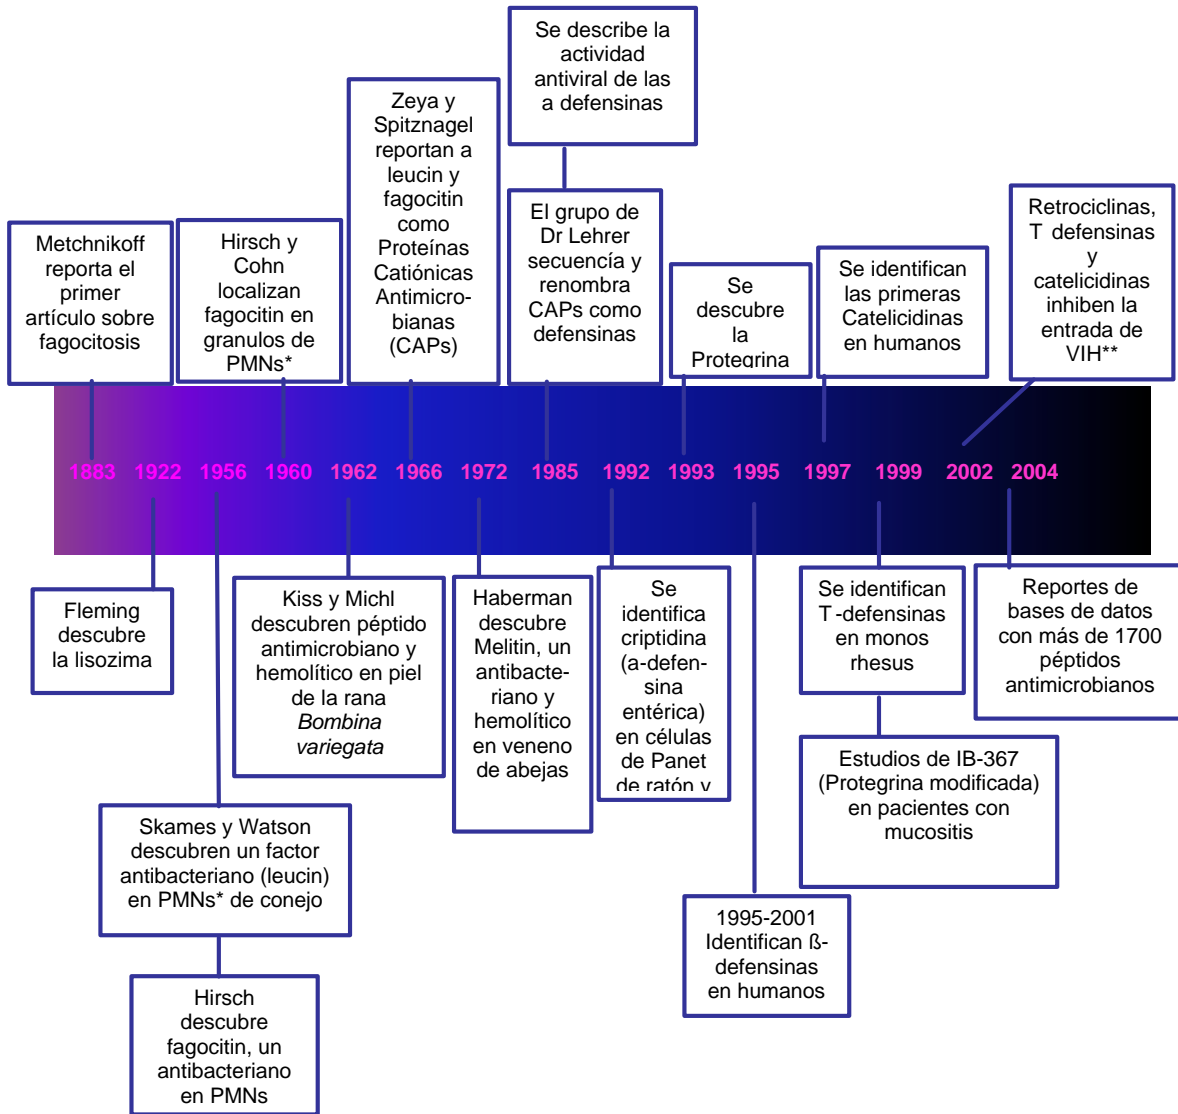 Se describe la
actividad
antiviral de las
a defensinas
Zeya y
Spitznagel
reportan a
leucin y
fagocitin
como
Proteínas
Catiónicas
Antimicro-
bianas
(CAPs)
El grupo de
Dr Lehrer
secuencía y
renombra
CAPs como
defensinas
Retrociclinas,
T defensinas
y
catelicidinas
inhiben la
entrada de
VIH**
Metchnikoff
reporta el
primer
artículo sobre
fagocitosis
Hirsch y
Cohn
localizan
fagocitin en
granulos de
PMNs*
Se
descubre
la
Protegrina
Se identifican
las primeras
Catelicidinas
en humanos
1883 1922 1956 1960 1962 1966 1972 1985 1992 1993 1995 1997 1999 2002 2004
Fleming
descubre
la lisozima
Kiss y Michl
descubren péptido
antimicrobiano y
hemolítico en piel
de la rana
Bombina
variegata
Haberman
descubre
Melitin, un
antibacte-
riano y
hemolítico
en veneno
de abejas
Se
identifica
criptidina
(a-defen-
sina
entérica)
en células
de Panet
de ratón y
Se identifican
T-defensinas
en monos
rhesus
Reportes de
bases de datos
con más de 1700
péptidos
antimicrobianos
Estudios de IB-367
(Protegrina modificada)
en pacientes con
mucositis
Skames y Watson
descubren un factor
antibacteriano (leucin)
en PMNs* de conejo
1995-2001
Identifican ß-
defensinas
en humanos
Hirsch
descubre
fagocitin, un
antibacteriano
en PMNs